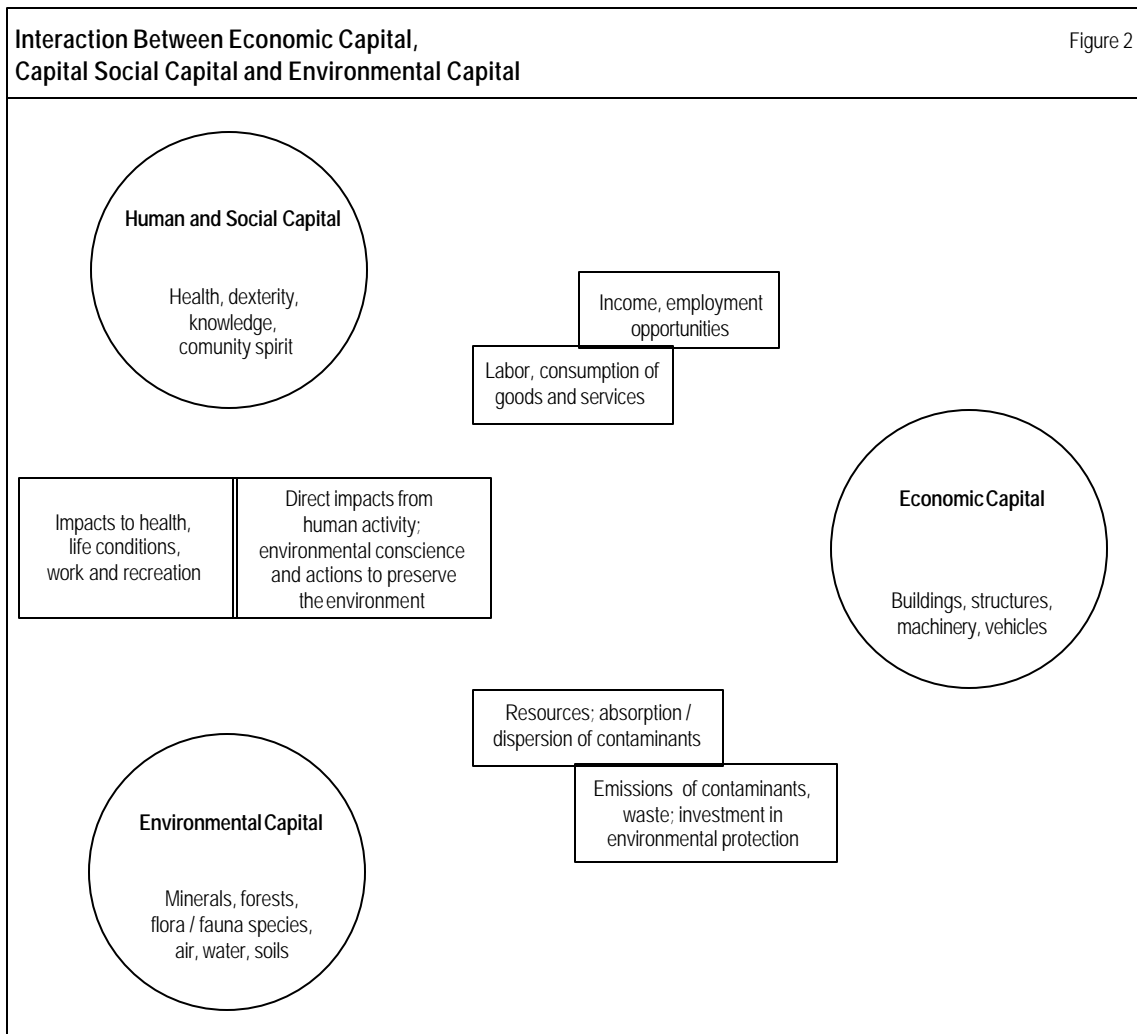 Interaction Between Economic Capital,
Capital Social Capital and Environmental Capital
Figure 2
Human and Social Capital
Health, dexterity,
knowledge,
comunity spirit
Income, employment
opportunities
Labor, consumption of
goods and services
Impacts to health,
life conditions,
work and recreation
Direct impacts from
human activity;
environmental conscience
and actions to preserve
the environment
Economic Capital
Buildings, structures,
machinery, vehicles
Resources; absorption /
dispersion of contaminants
Emissions of contaminants,
waste; investment in
environmental protection
Environmental Capital
Minerals, forests,
flora / fauna species,
air, water, soils